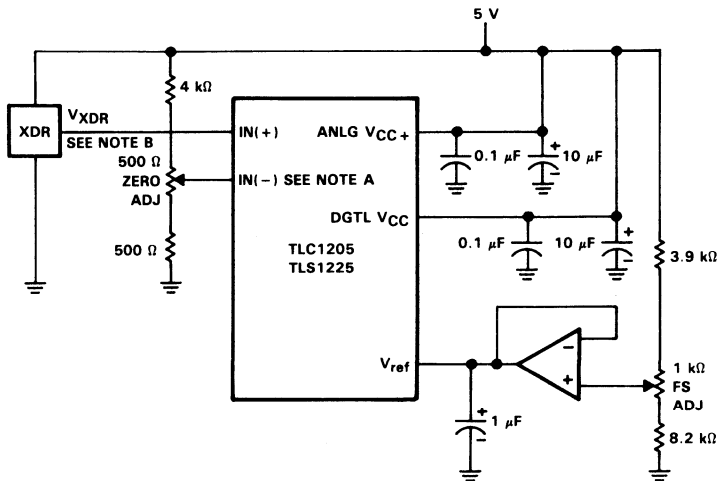 5 V
4 kΩ
XDR
VXDR
SEE NOTE B
500 Ω
ZERO
ADJ
500 Ω
IN(+)
ANLG VCC+
IN(−) SEE NOTE A
DGTL VCC
TLC1205
TLS1225
Vref
0.1 μF
+
10 μF
−
0.1 μF
10 μF
+
−
3.9 kΩ
−
+
1 kΩ
FS
ADJ
8.2 kΩ
+
1 μF
−